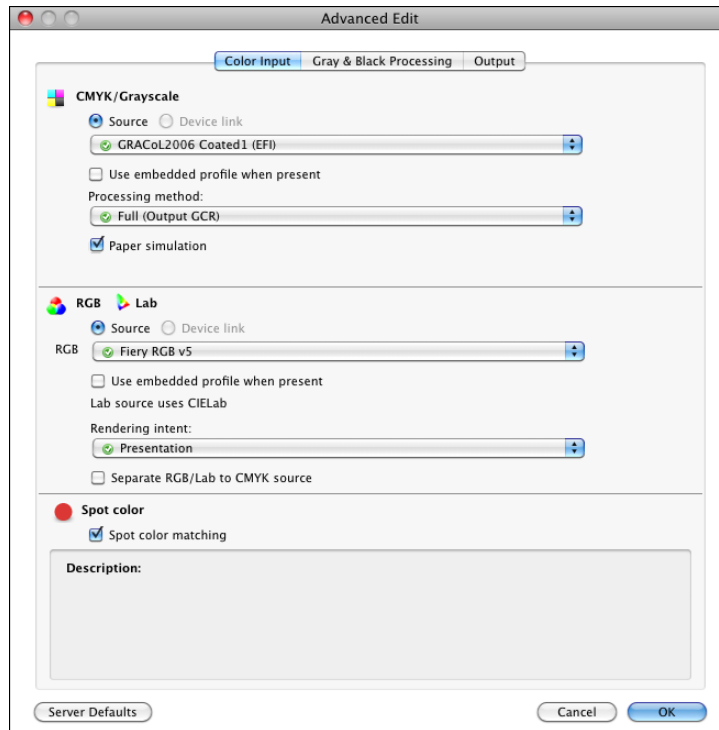 Advanced Edit
Color Input Gray & Black Processing Output
CMYK/Grayscale
Source Device link
GRACoL2006 Coated1 (EFI)
Use embedded profile when present
Processing method:
Full (Output GCR)
Paper simulation
RGB Lab
Source Device link
RGB Fiery RGB v5
Use embedded profile when present
Lab source uses CIELab
Rendering intent:
Presentation
Separate RGB/Lab to CMYK source
Spot color
Spot color matching
Description:
Server Defaults Cancel OK